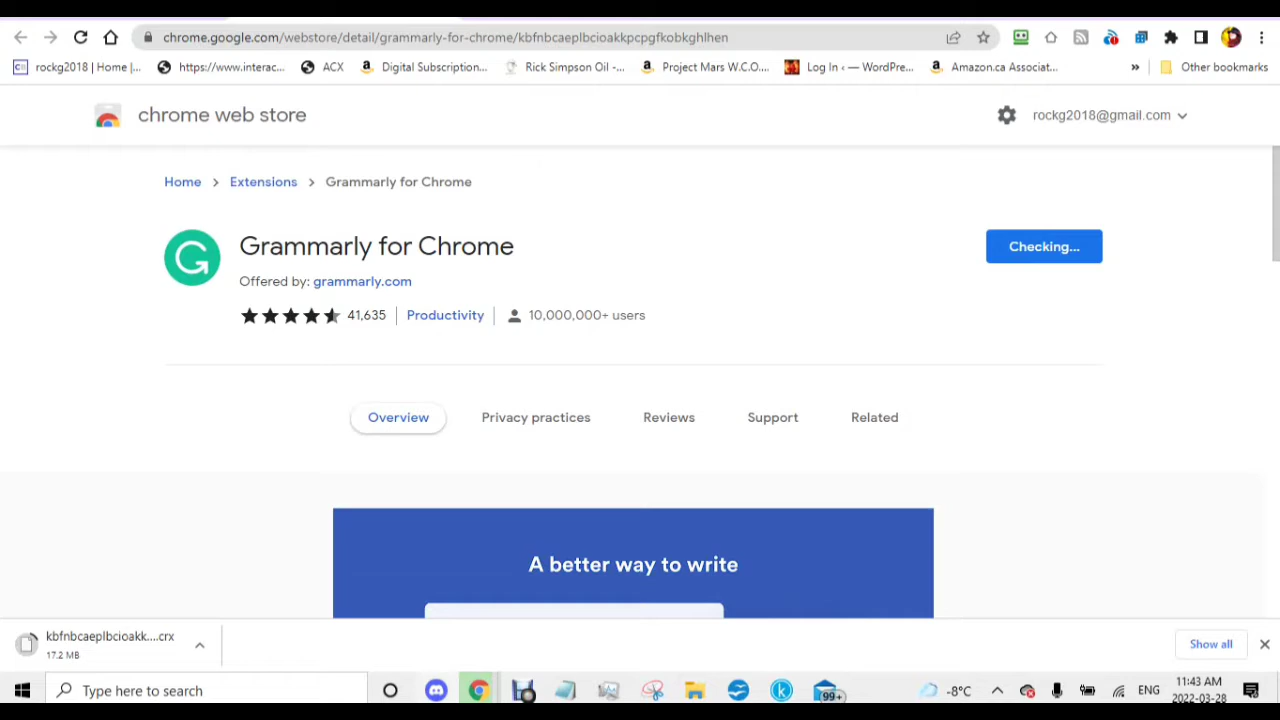 chrome.google.com/webstore/detail/grammarly-for-chrome/kbfnbcaeplbcioakkpcpgfkobkghlhen
rockg2018 | Home |... https://www.interac... ACX Digital Subscription... Rick Simpson Oil -... Project Mars W.C.O.... Log In ‹ — WordPre... Amazon.ca Associat... » Other bookmarks
chrome web store rockg2018@gmail.com
Home > Extensions > Grammarly for Chrome
Grammarly for Chrome
Checking...
Offered by: grammarly.com
41,635 Productivity 10,000,000+ users
Overview Privacy practices Reviews Support Related
A better way to write
kbfnbcaeplbcioakk....crx
17.2 MB
Show all
Type here to search
99+
-8°C
ENG
11:43 AM
2022-03-28